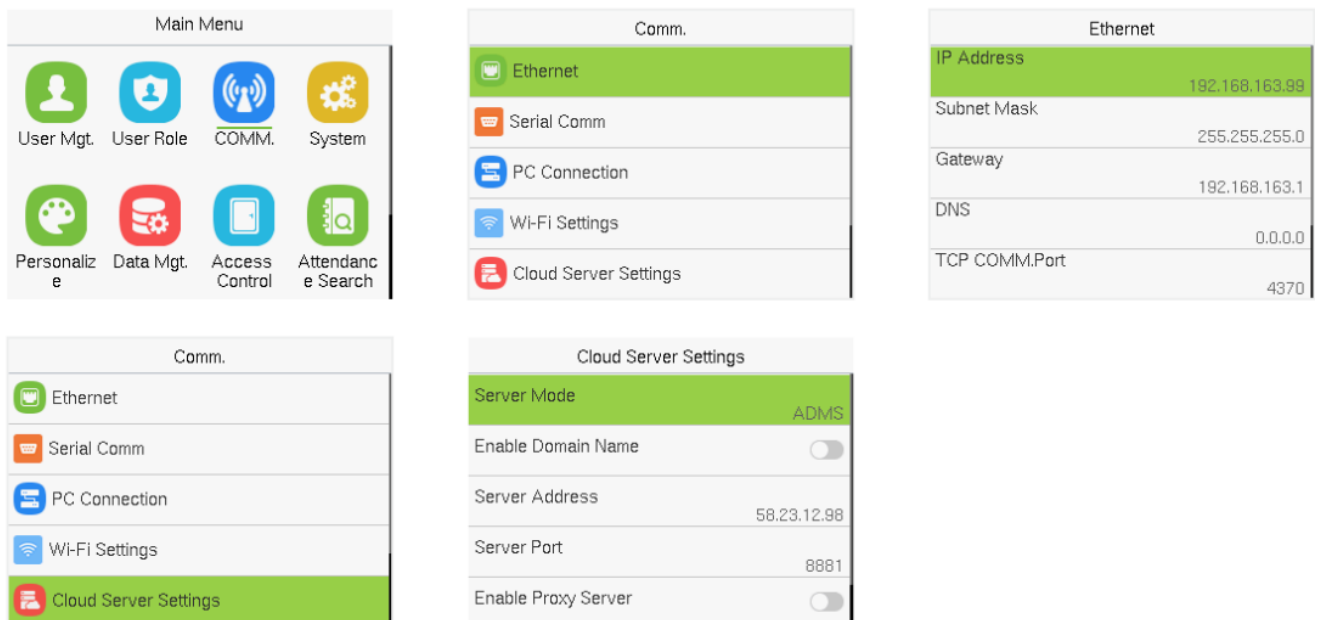 Main Menu
User Mgt.
User Role
COMM.
System
Personaliz
e
Data Mgt.
Access
Control
Attendanc
e Search
Comm.
Ethernet
Serial Comm
PC Connection
Wi-Fi Settings
Cloud Server Settings
Ethernet
IP Address
192.168.163.99
Subnet Mask
255.255.255.0
Gateway
192.168.163.1
DNS
0.0.0.0
TCP COMM.Port
4370
Comm.
Ethernet
Serial Comm
PC Connection
Wi-Fi Settings
Cloud Server Settings
Cloud Server Settings
Server Mode
ADMS
Enable Domain Name
Server Address
58.23.12.98
Server Port
8881
Enable Proxy Server